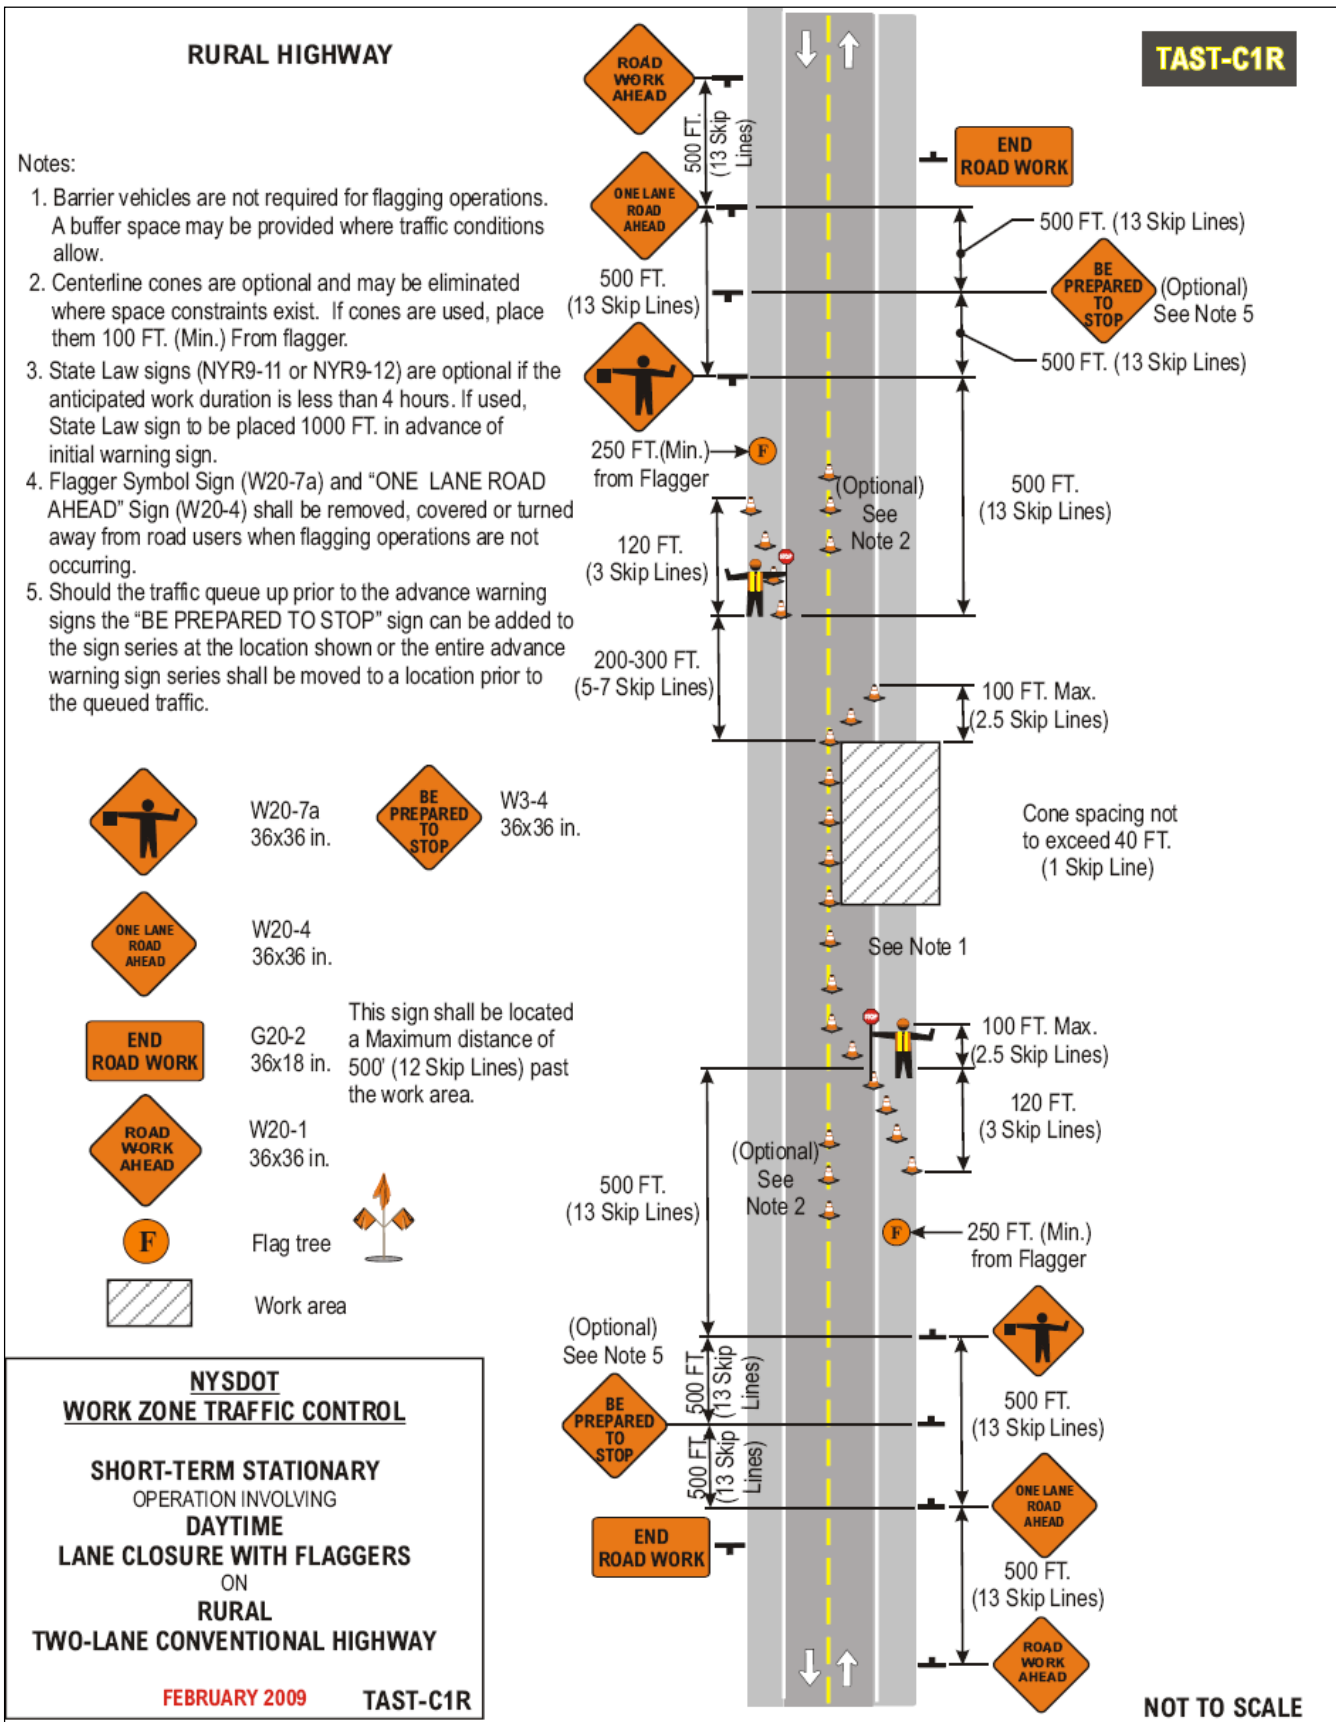 RURAL HIGHWAY
TAST-C1R
Notes:
1. Barrier vehicles are not required for flagging operations.
A buffer space may be provided where traffic conditions
allow.
2. Centerline cones are optional and may be eliminated
where space constraints exist. If cones are used, place
them 100 FT. (Min.) From flagger.
3. State Law signs (NYR9-11 or NYR9-12) are optional if the
anticipated work duration is less than 4 hours. If used,
State Law sign to be placed 1000 FT. in advance of
initial warning sign.
4. Flagger Symbol Sign (W20-7a) and “ONE LANE ROAD
AHEAD” Sign (W20-4) shall be removed, covered or turned
away from road users when flagging operations are not
occurring.
5. Should the traffic queue up prior to the advance warning
signs the “BE PREPARED TO STOP” sign can be added to
the sign series at the location shown or the entire advance
warning sign series shall be moved to a location prior to
the queued traffic.
W20-7a
36x36 in.
BE
PREPARED
TO
STOP
W3-4
36x36 in.
ONE LANE
ROAD
AHEAD
W20-4
36x36 in.
END
ROAD WORK
G20-2
36x18 in.
This sign shall be located
a Maximum distance of
500' (12 Skip Lines) past
the work area.
ROAD
WORK
AHEAD
W20-1
36x36 in.
F
Flag tree
Work area
NYSDOT
WORK ZONE TRAFFIC CONTROL
SHORT-TERM STATIONARY
OPERATION INVOLVING
DAYTIME
LANE CLOSURE WITH FLAGGERS
ON
RURAL
TWO-LANE CONVENTIONAL HIGHWAY
FEBRUARY 2009
TAST-C1R
ROAD
WORK
AHEAD
500 FT.
(13 Skip
Lines)
END
ROAD WORK
ONE LANE
ROAD
AHEAD
500 FT. (13 Skip Lines)
500 FT.
(13 Skip Lines)
BE
PREPARED
TO
STOP
(Optional)
See Note 5
500 FT. (13 Skip Lines)
250 FT.(Min.)
from Flagger
F
(Optional)
See
Note 2
500 FT.
(13 Skip Lines)
120 FT.
(3 Skip Lines)
STOP
200-300 FT.
(5-7 Skip Lines)
100 FT. Max.
(2.5 Skip Lines)
Cone spacing not
to exceed 40 FT.
(1 Skip Line)
See Note 1
STOP
100 FT. Max.
(2.5 Skip Lines)
120 FT.
(3 Skip Lines)
(Optional)
See
Note 2
500 FT.
(13 Skip Lines)
F
250 FT. (Min.)
from Flagger
(Optional)
See Note 5
500 FT.
(13 Skip
Lines)
BE
PREPARED
TO
STOP
500 FT.
(13 Skip
Lines)
500 FT.
(13 Skip Lines)
ONE LANE
ROAD
AHEAD
END
ROAD WORK
500 FT.
(13 Skip Lines)
ROAD
WORK
AHEAD
NOT TO SCALE